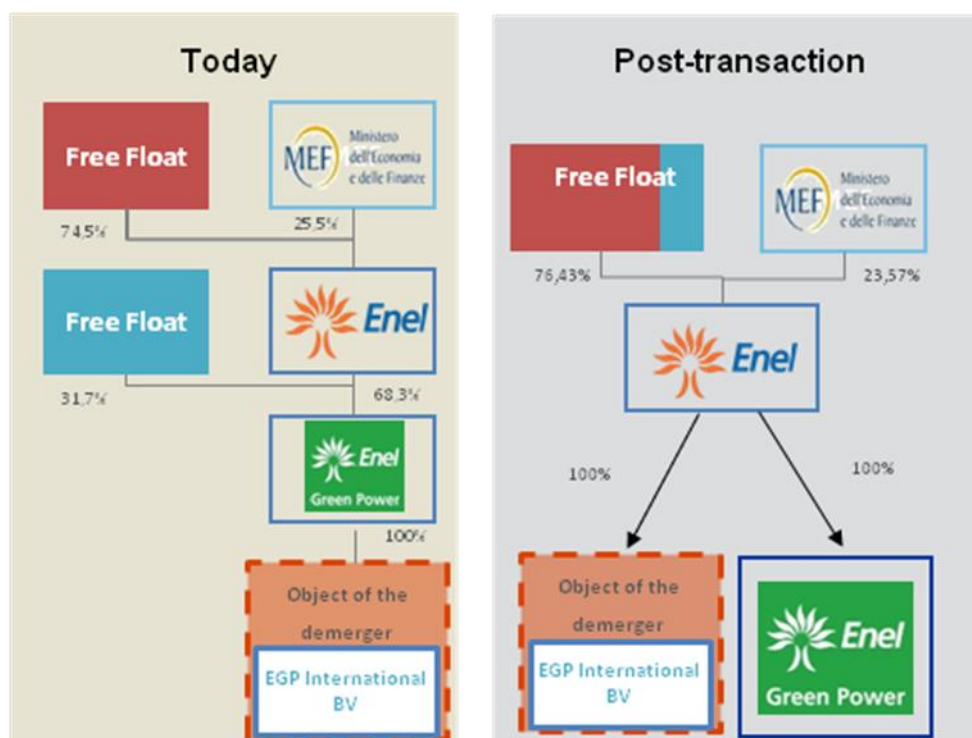 Today
Free Float
MEF
Ministero
dell'Economia
e delle Finanze
74,5%
25,5%
Free Float
Enel
31,7%
68,3%
Enel
Green Power
100%
Object of the
demerger
EGP International
BV
Post-transaction
Free Float
MEF
Ministero
dell'Economia
e delle Finanze
76,43%
23,57%
Enel
100%
100%
Object of the
demerger
EGP International
BV
Enel
Green Power